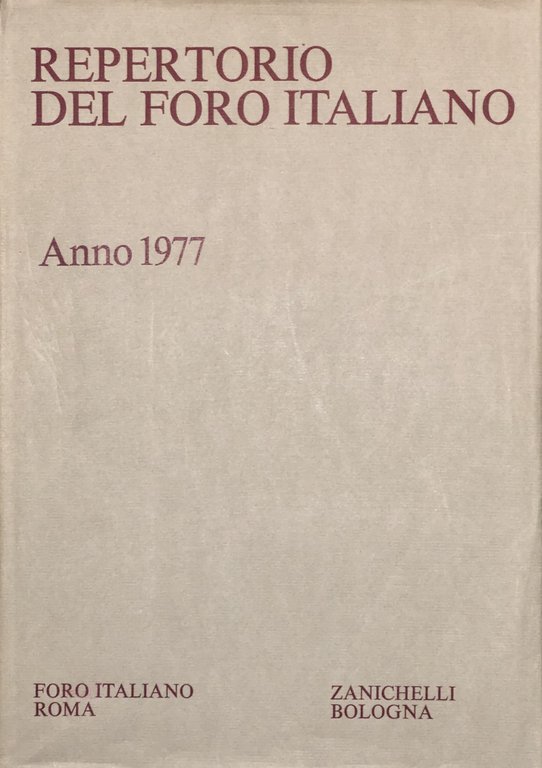 REPERTORIO
DEL FORO ITALIANO
Anno 1977
FORO ITALIANO
ROMA
ZANICHELLI
BOLOGNA